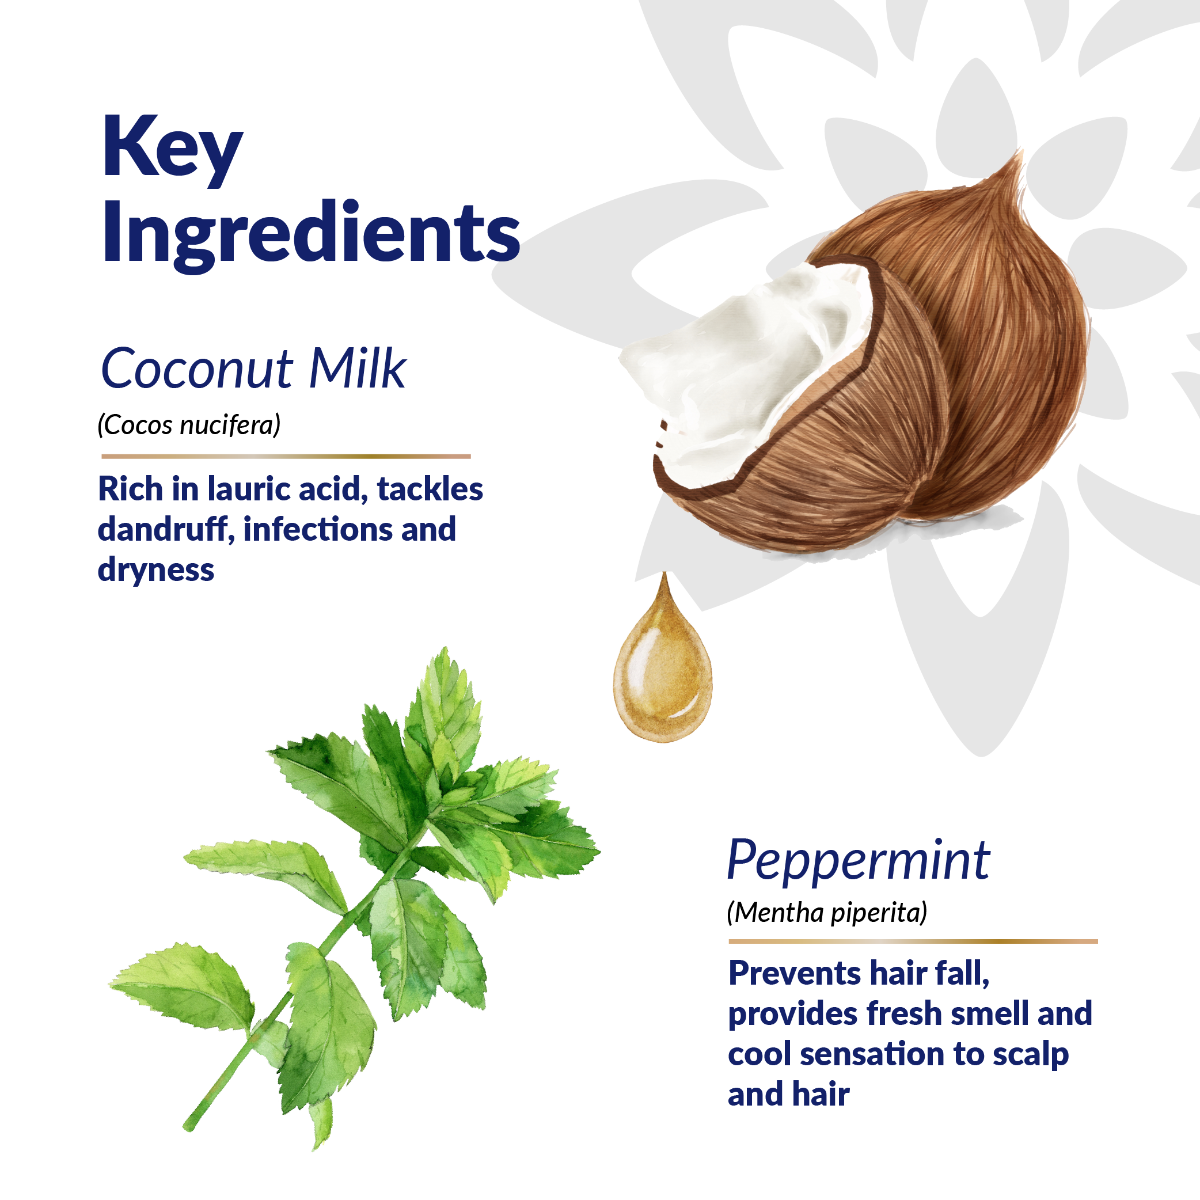 Key
Ingredients
Coconut Milk
(Cocos nucifera)
Rich in lauric acid, tackles
dandruff, infections and
dryness
Peppermint
(Mentha piperita)
Prevents hair fall,
provides fresh smell and
cool sensation to scalp
and hair